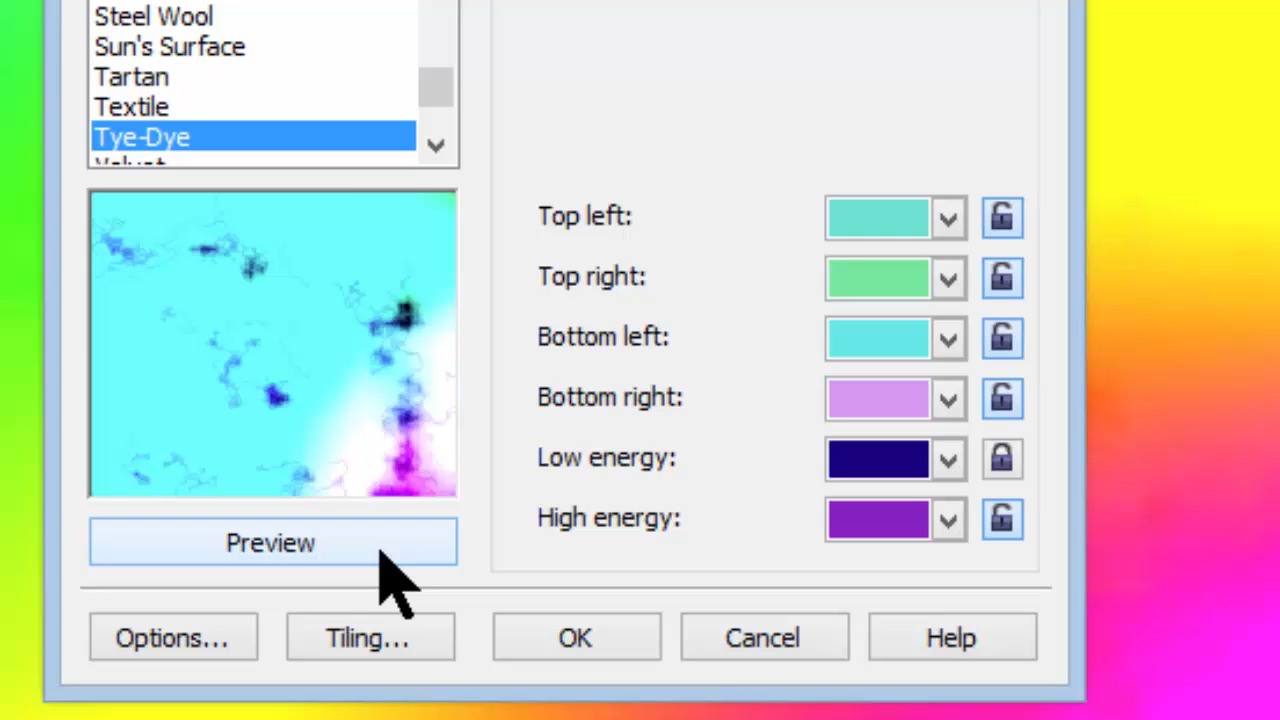 Steel Wool
Sun's Surface
Tartan
Textile
Tye-Dye
Velvet
Top left:
Top right:
Bottom left:
Bottom right:
Low energy:
High energy:
Preview
Options...
Tiling...
OK
Cancel
Help